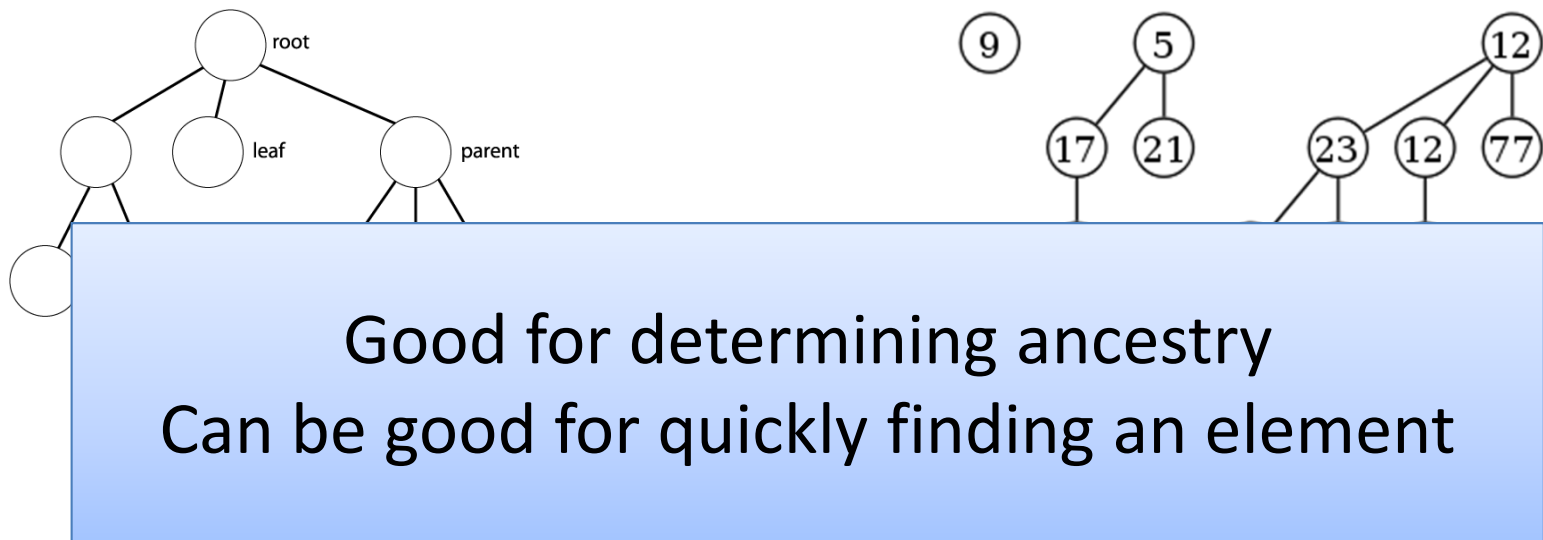 root
9 5 12
leaf
parent
17 21 23 12 77
Good for determining ancestry
Can be good for quickly finding an element